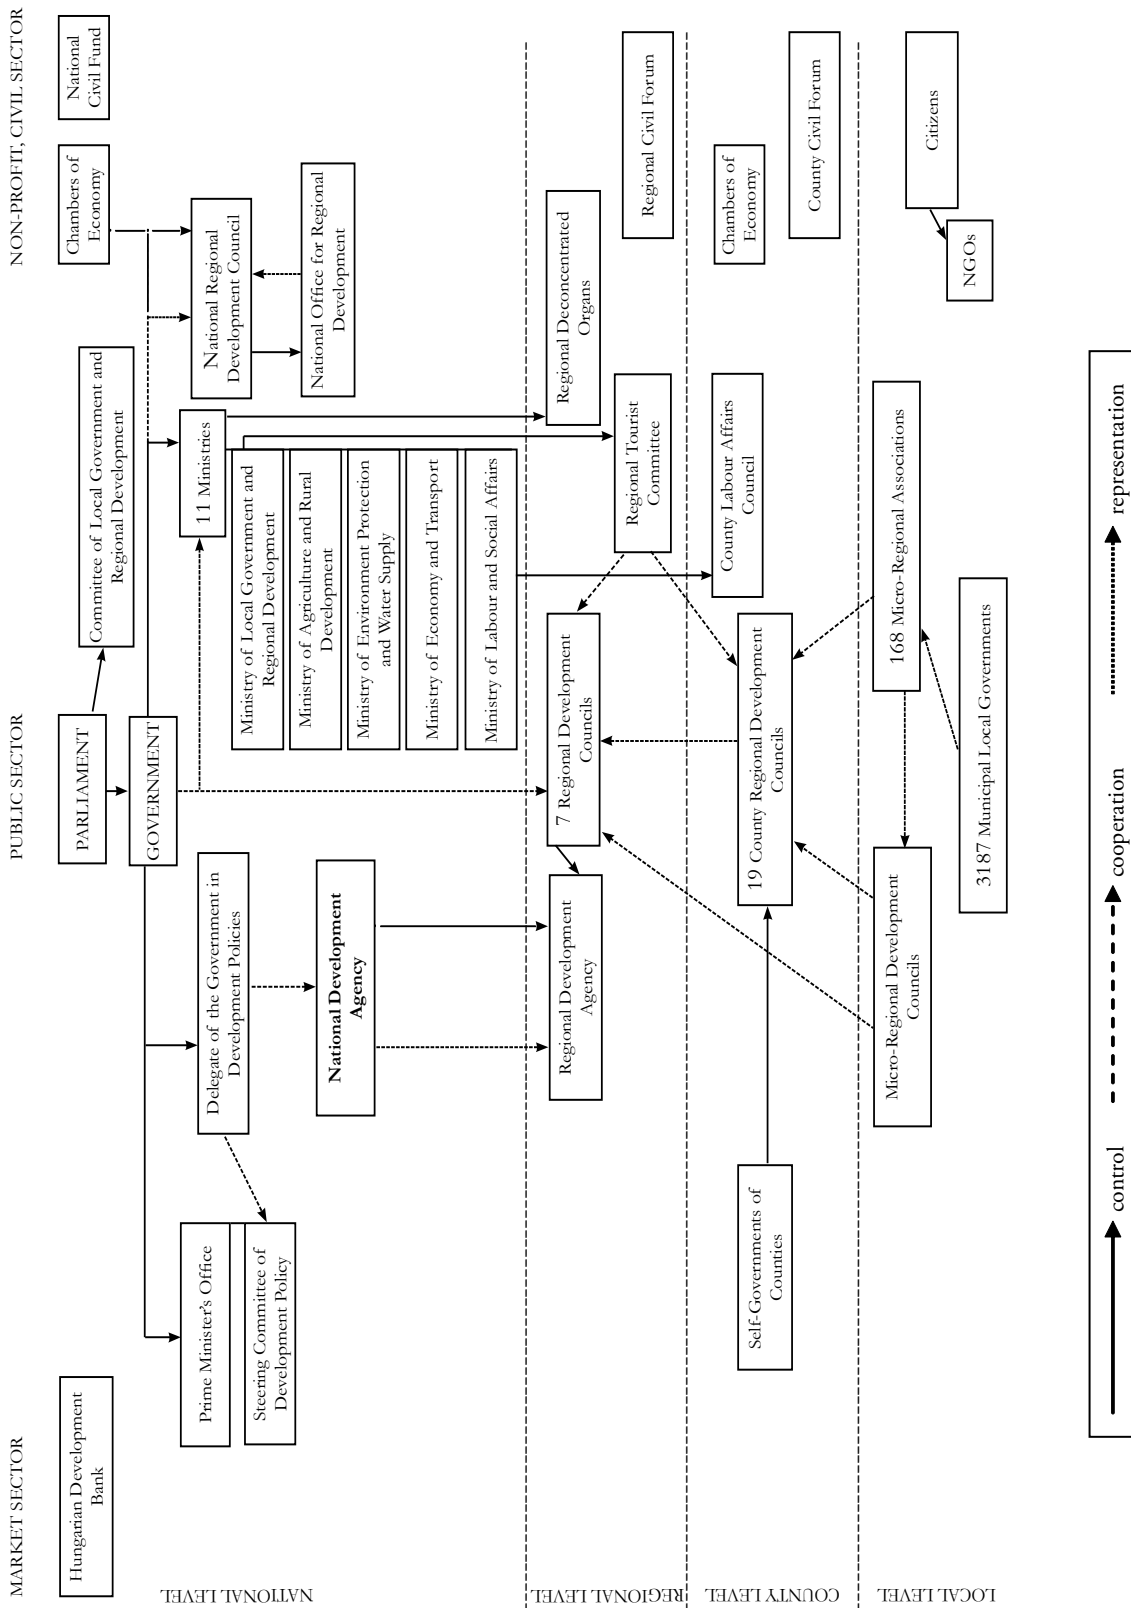 MARKET SECTOR
PUBLIC SECTOR
NON-PROFIT, CIVIL SECTOR
NATIONAL LEVEL
Hungarian Development
Bank
PARLIAMENT
Chambers of
Economy
National
Civil Fund
Committee of Local Government and
Regional Development
GOVERNMENT
Prime Minister's Office
Steering Committee of
Development Policy
Delegate of the Government in
Development Policies
National Development
Agency
11 Ministries
Ministry of Local Government and
Regional Development
Ministry of Agriculture and Rural
Development
Ministry of Environment Protection
and Water Supply
Ministry of Economy and Transport
Ministry of Labour and Social Affairs
National Regional
Development Council
National Office for Regional
Development
REGIONAL LEVEL
Regional Development
Agency
7 Regional Development
Councils
Regional Deconcentrated
Organs
Regional Tourist
Committee
Regional Civil Forum
COUNTY LEVEL
Self-Governments of
Counties
19 County Regional Development
Councils
County Labour Affairs
Council
Chambers of
Economy
County Civil Forum
LOCAL LEVEL
Micro-Regional Development
Councils
168 Micro-Regional Associations
3187 Municipal Local Governments
Citizens
NGOs
control
cooperation
representation